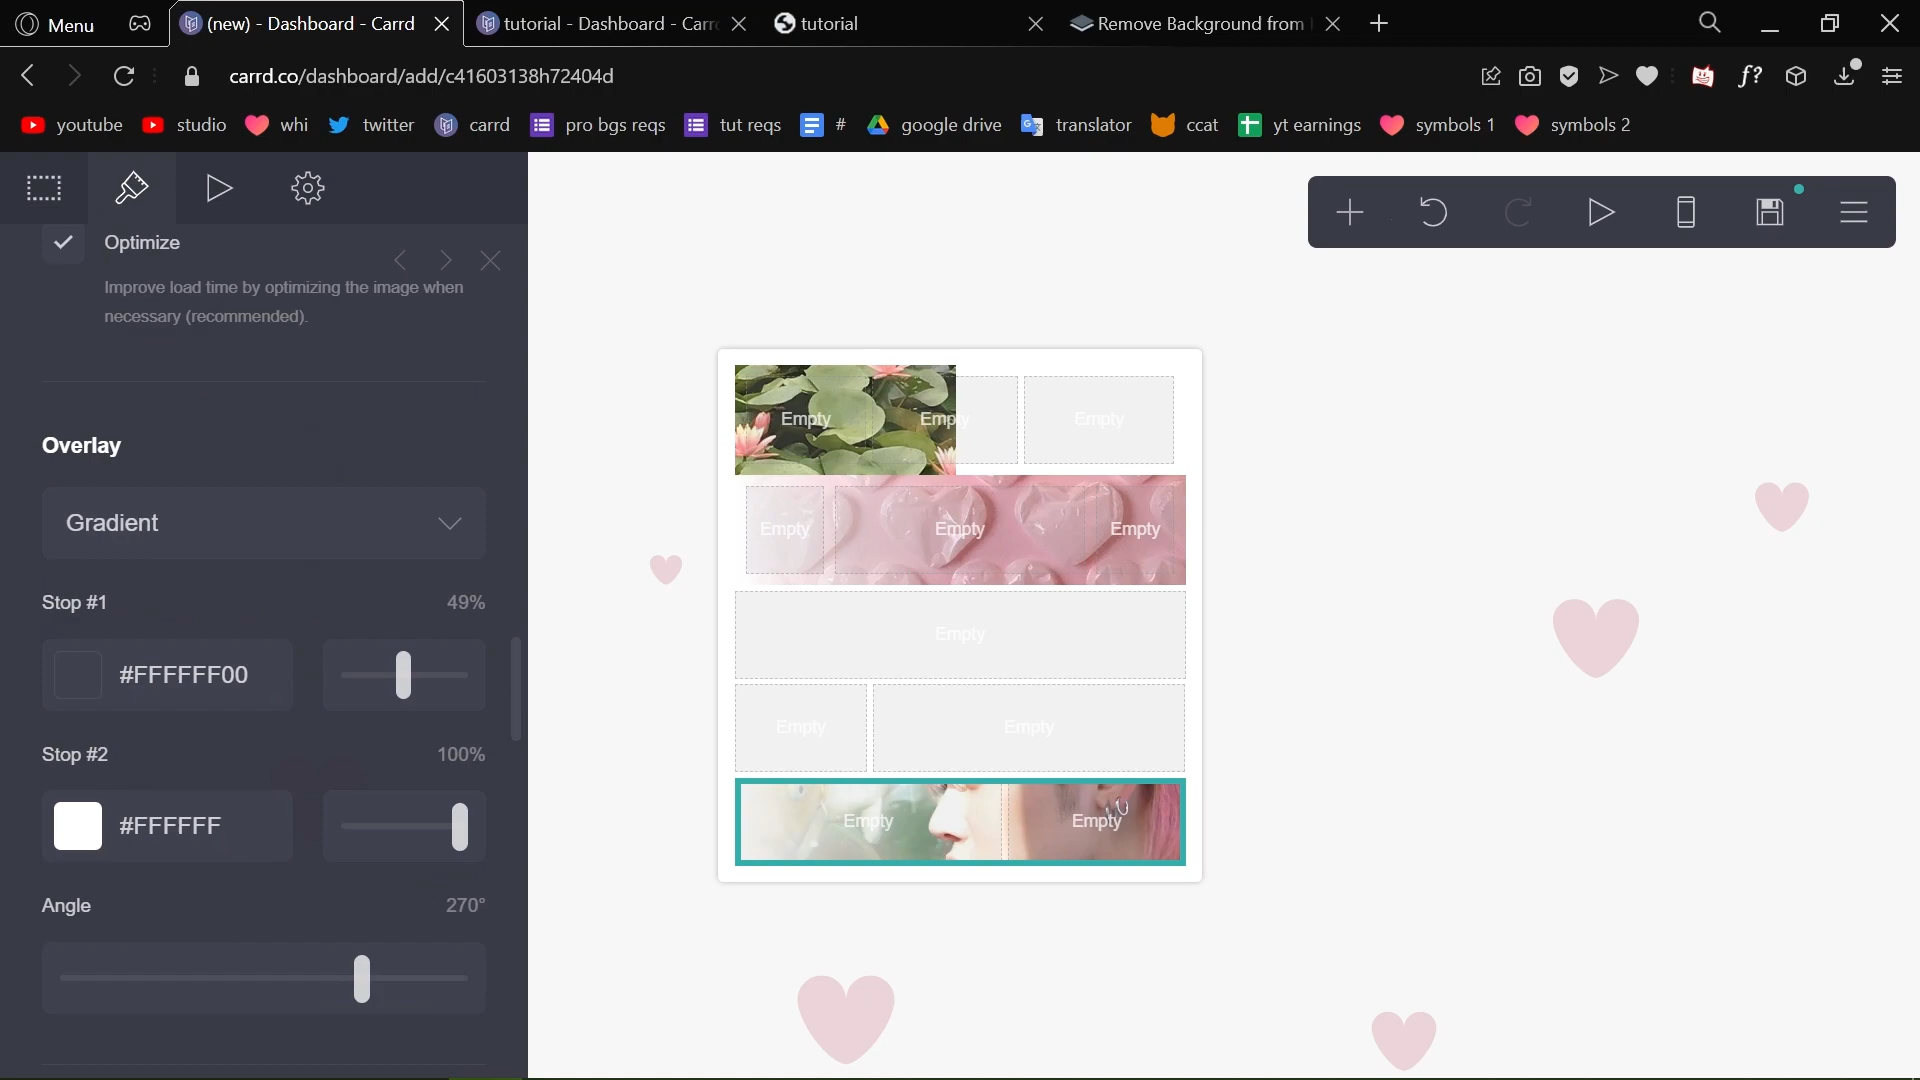 Menu
(new) - Dashboard - Carrd
tutorial - Dashboard - Carr
tutorial
Remove Background from
carrd.co/dashboard/add/c41603138h72404d
f?
youtube
studio
whi
twitter
carrd
pro bgs reqs
tut reqs
#
google drive
translator
ccat
yt earnings
symbols 1
symbols 2
Optimize
Improve load time by optimizing the image when
necessary (recommended).
Overlay
Gradient
Stop #1 49%
#FFFFFF00
Stop #2 100%
#FFFFFF
Angle 270°
Empty Empty Empty
Empty Empty Empty
Empty
Empty Empty
Empty Empty